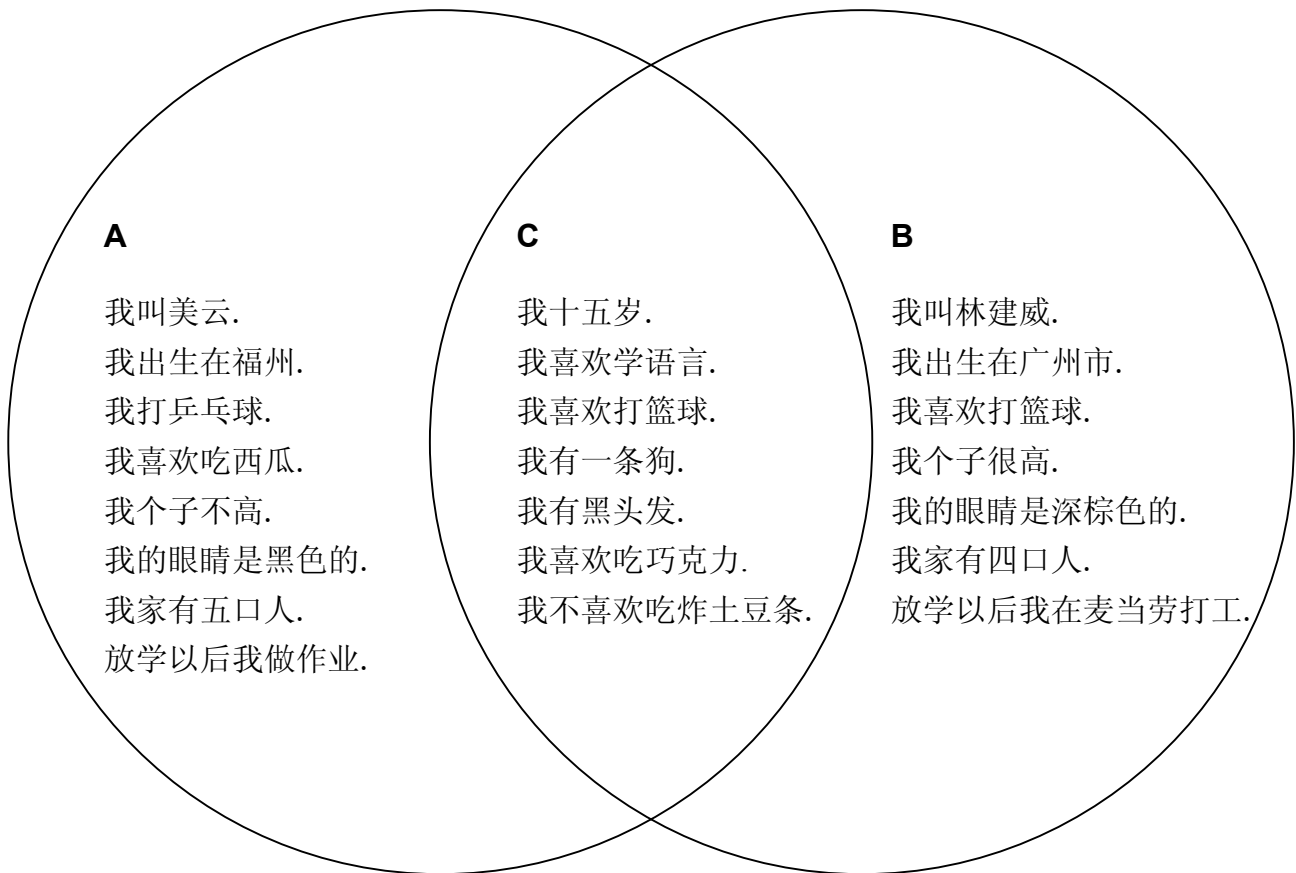 A
我叫美云.
我出生在福州.
我打乒乓球.
我喜欢吃西瓜.
我个子不高.
我的眼睛是黑色的.
我家有五口人.
放学以后我做作业.
C
我十五岁.
我喜欢学语言.
我喜欢打篮球.
我有一条狗.
我有黑头发.
我喜欢吃巧克力.
我不喜欢吃炸土豆条.
B
我叫林建威.
我出生在广州市.
我喜欢打篮球.
我个子很高.
我的眼睛是深棕色的.
我家有四口人.
放学以后我在麦当劳打工.